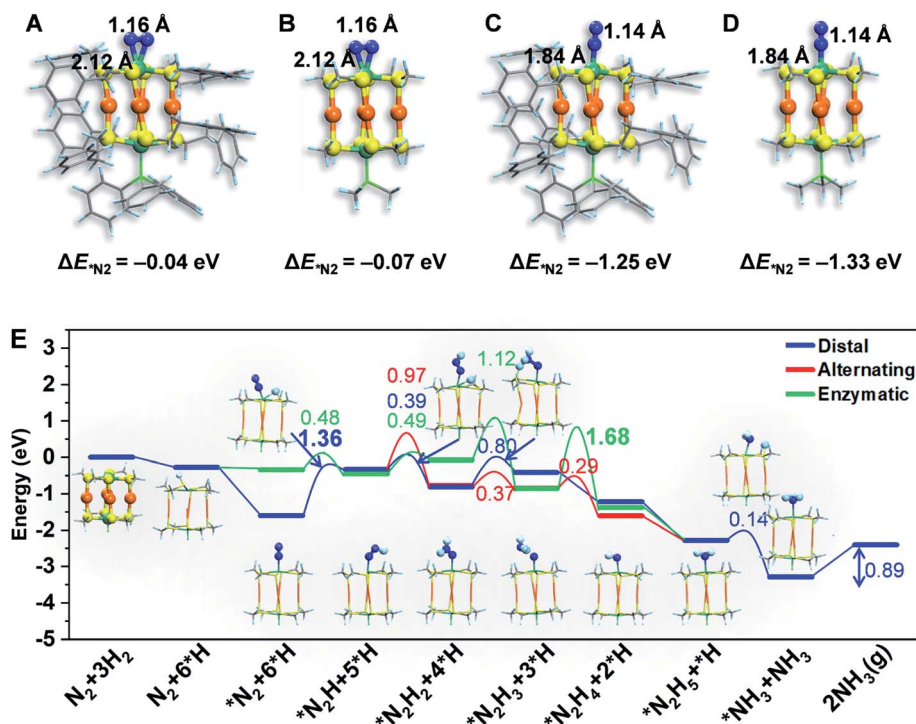 A
1.16 Å
2.12 Å
ΔE*N2 = –0.04 eV
B
1.16 Å
2.12 Å
ΔE*N2 = –0.07 eV
C
1.14 Å
1.84 Å
ΔE*N2 = –1.25 eV
D
1.14 Å
1.84 Å
ΔE*N2 = –1.33 eV
E
Energy (eV)
3
2
1
0
-1
-2
-3
-4
-5
Distal
Alternating
Enzymatic
0.48
1.36
0.97
0.39
0.49
1.12
0.80
0.37
1.68
0.29
0.14
0.89
N₂+3H₂
N₂+6*H
*N₂+6*H
*N₂H+5*H
*N₂H₂+4*H
*N₂H₃+3*H
*N₂H₄+2*H
*N₂H₅+*H
*NH₃+NH₃
2NH₃(g)